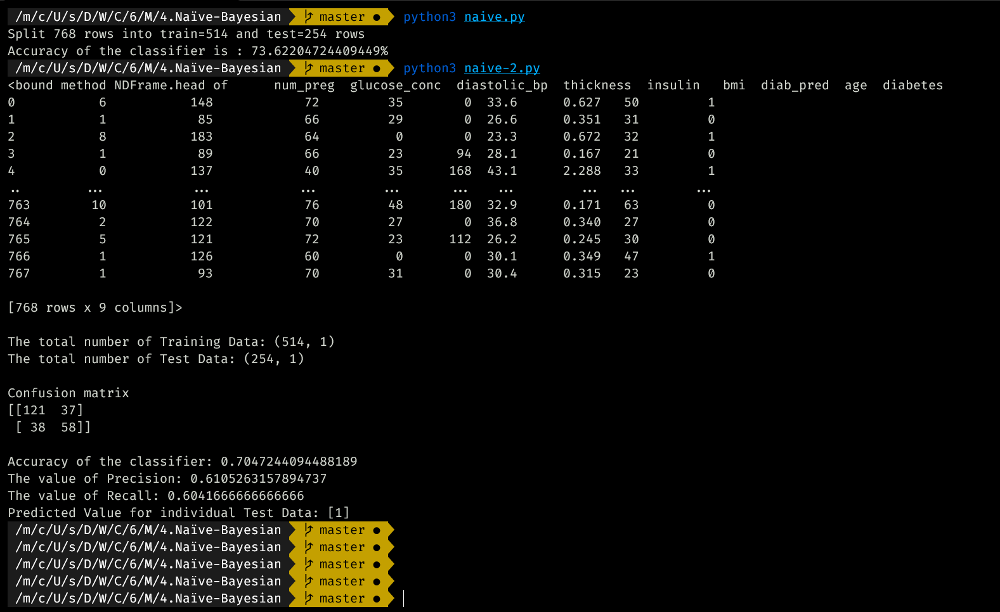 /m/c/U/s/D/W/C/6/M/4.Naïve-Bayesian master ● python3 naive.py
Split 768 rows into train=514 and test=254 rows
Accuracy of the classifier is : 73.62204724409449%
/m/c/U/s/D/W/C/6/M/4.Naïve-Bayesian master ● python3 naive-2.py
<bound method NDFrame.head of      num_preg  glucose_conc  diastolic_bp  thickness  insulin   bmi  diab_pred  age  diabetes
0           6           148            72         35        0  33.6      0.627   50         1
1           1            85            66         29        0  26.6      0.351   31         0
2           8           183            64          0        0  23.3      0.672   32         1
3           1            89            66         23       94  28.1      0.167   21         0
4           0           137            40         35      168  43.1      2.288   33         1
..        ...           ...           ...        ...      ...   ...        ...  ...       ...
763        10           101            76         48      180  32.9      0.171   63         0
764         2           122            70         27        0  36.8      0.340   27         0
765         5           121            72         23      112  26.2      0.245   30         0
766         1           126            60          0        0  30.1      0.349   47         1
767         1            93            70         31        0  30.4      0.315   23         0
[768 rows x 9 columns]>
The total number of Training Data: (514, 1)
The total number of Test Data: (254, 1)
Confusion matrix
[[121  37]
 [ 38  58]]
Accuracy of the classifier: 0.7047244094488189
The value of Precision: 0.6105263157894737
The value of Recall: 0.6041666666666666
Predicted Value for individual Test Data: [1]
/m/c/U/s/D/W/C/6/M/4.Naïve-Bayesian master ●
/m/c/U/s/D/W/C/6/M/4.Naïve-Bayesian master ●
/m/c/U/s/D/W/C/6/M/4.Naïve-Bayesian master ●
/m/c/U/s/D/W/C/6/M/4.Naïve-Bayesian master ●
/m/c/U/s/D/W/C/6/M/4.Naïve-Bayesian master ●